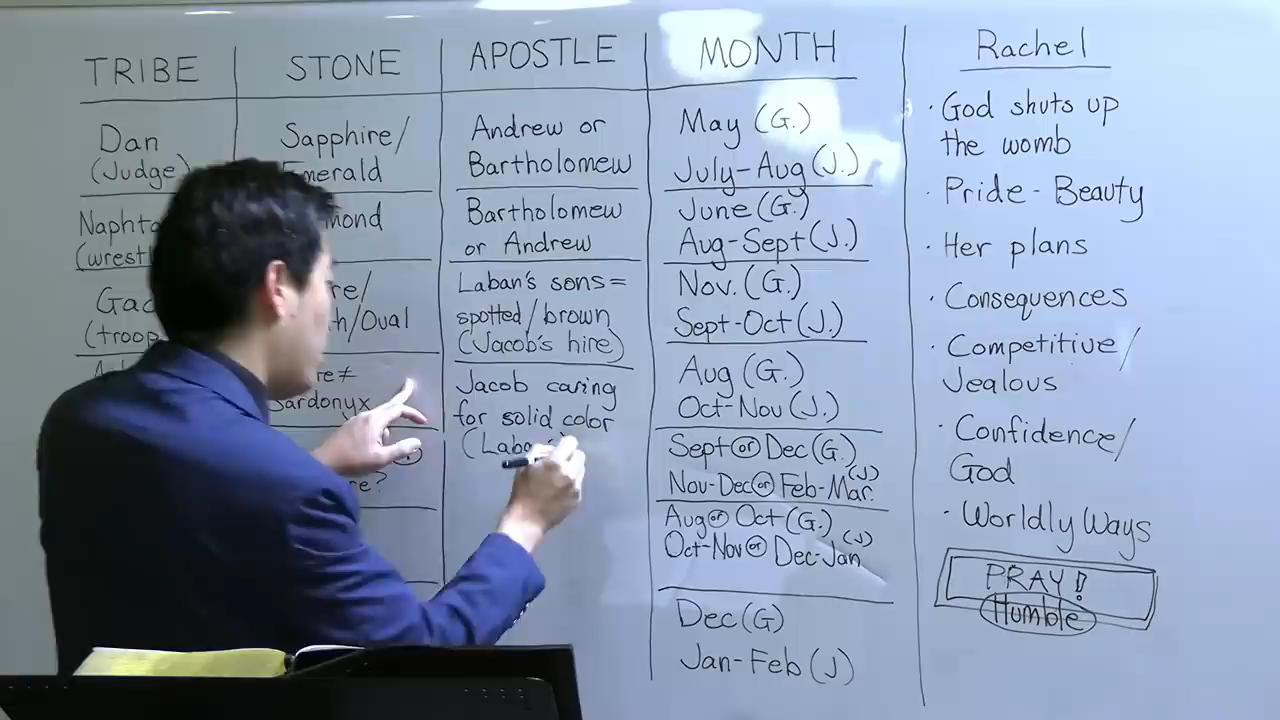 TRIBE
STONE
APOSTLE
MONTH
Rachel
Dan
(Judge)
Sapphire/
Emerald
Andrew or
Bartholomew
May (G.)
July-Aug (J.)
Bartholomew
or Andrew
June (G.)
Aug-Sept (J.)
/Oval
Laban's sons =
spotted/brown
(Jacob's hire)
Nov. (G.)
Sept-Oct (J.)
Sardonyx
Jacob caring
for solid color
Aug (G.)
Oct-Nov (J.)
Sept or Dec (G.)
Nov-Dec or Feb-Mar. (J)
Aug or Oct (G.)
Oct-Nov or Dec-Jan (J)
Dec (G)
Jan-Feb (J)
· God shuts up
the womb
· Pride - Beauty
· Her plans
· Consequences
· Competitive/
Jealous
· Confidence/
God
· Worldly Ways
PRAY!
Humble